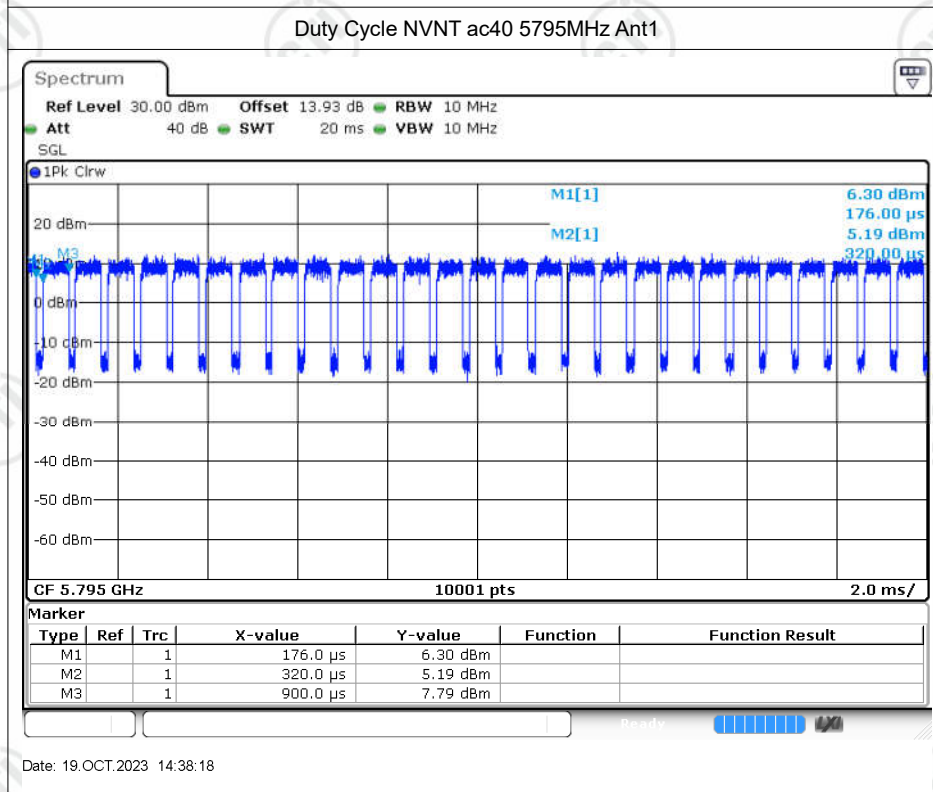 Duty Cycle NVNT ac40 5795MHz Ant1
Spectrum
Ref Level 30.00 dBm Offset 13.93 dB RBW 10 MHz
Att 40 dB SWT 20 ms VBW 10 MHz
SGL
1Pk Clrw
M1[1] 6.30 dBm
176.00 µs
M2[1] 5.19 dBm
320.00 µs
20 dBm
M3
0 dBm
-10 dBm
-20 dBm
-30 dBm
-40 dBm
-50 dBm
-60 dBm
CF 5.795 GHz 10001 pts 2.0 ms/
Marker
Type Ref Trc X-value Y-value Function Function Result
M1 1 176.0 µs 6.30 dBm
M2 1 320.0 µs 5.19 dBm
M3 1 900.0 µs 7.79 dBm
Ready
LXI
Date: 19.OCT.2023 14:38:18